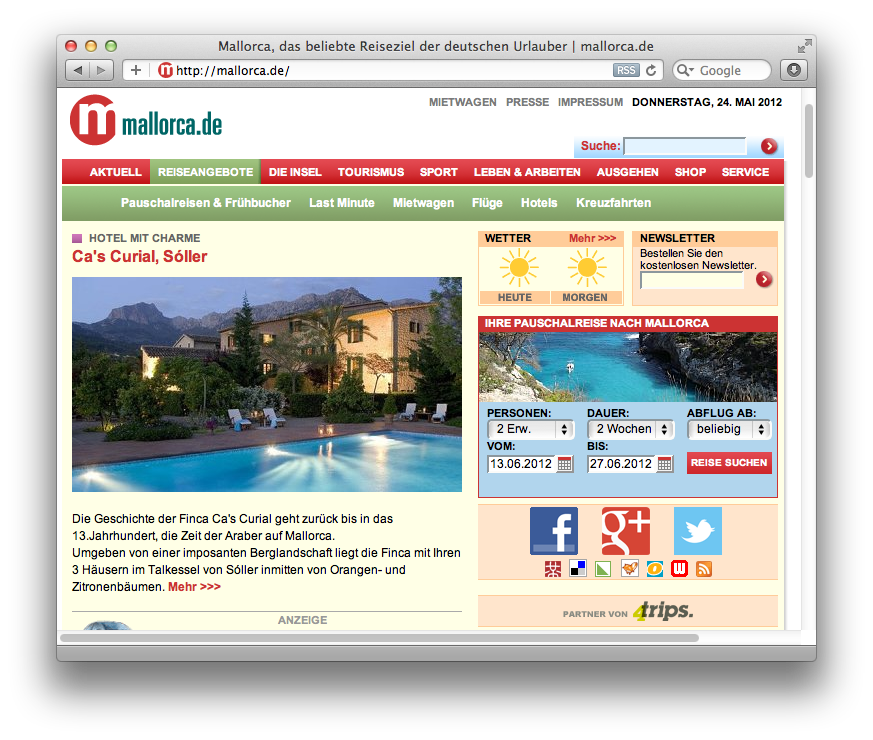 Mallorca, das beliebte Reiseziel der deutschen Urlauber | mallorca.de
http://mallorca.de/
RSS
Google
MIETWAGEN PRESSE IMPRESSUM DONNERSTAG, 24. MAI 2012
m mallorca.de
Suche:
AKTUELL REISEANGEBOTE DIE INSEL TOURISMUS SPORT LEBEN & ARBEITEN AUSGEHEN SHOP SERVICE
Pauschalreisen & Frühbucher Last Minute Mietwagen Flüge Hotels Kreuzfahrten
HOTEL MIT CHARME
Ca's Curial, Sóller
Die Geschichte der Finca Ca's Curial geht zurück bis in das
13.Jahrhundert, die Zeit der Araber auf Mallorca.
Umgeben von einer imposanten Berglandschaft liegt die Finca mit Ihren
3 Häusern im Talkessel von Sóller inmitten von Orangen- und
Zitronenbäumen. Mehr >>>
ANZEIGE
WETTER Mehr >>>
HEUTE MORGEN
NEWSLETTER
Bestellen Sie den
kostenlosen Newsletter.
IHRE PAUSCHALREISE NACH MALLORCA
PERSONEN: DAUER: ABFLUG AB:
2 Erw. 2 Wochen beliebig
VOM: BIS:
13.06.2012 27.06.2012 REISE SUCHEN
f g+
PARTNER VON 4trips.